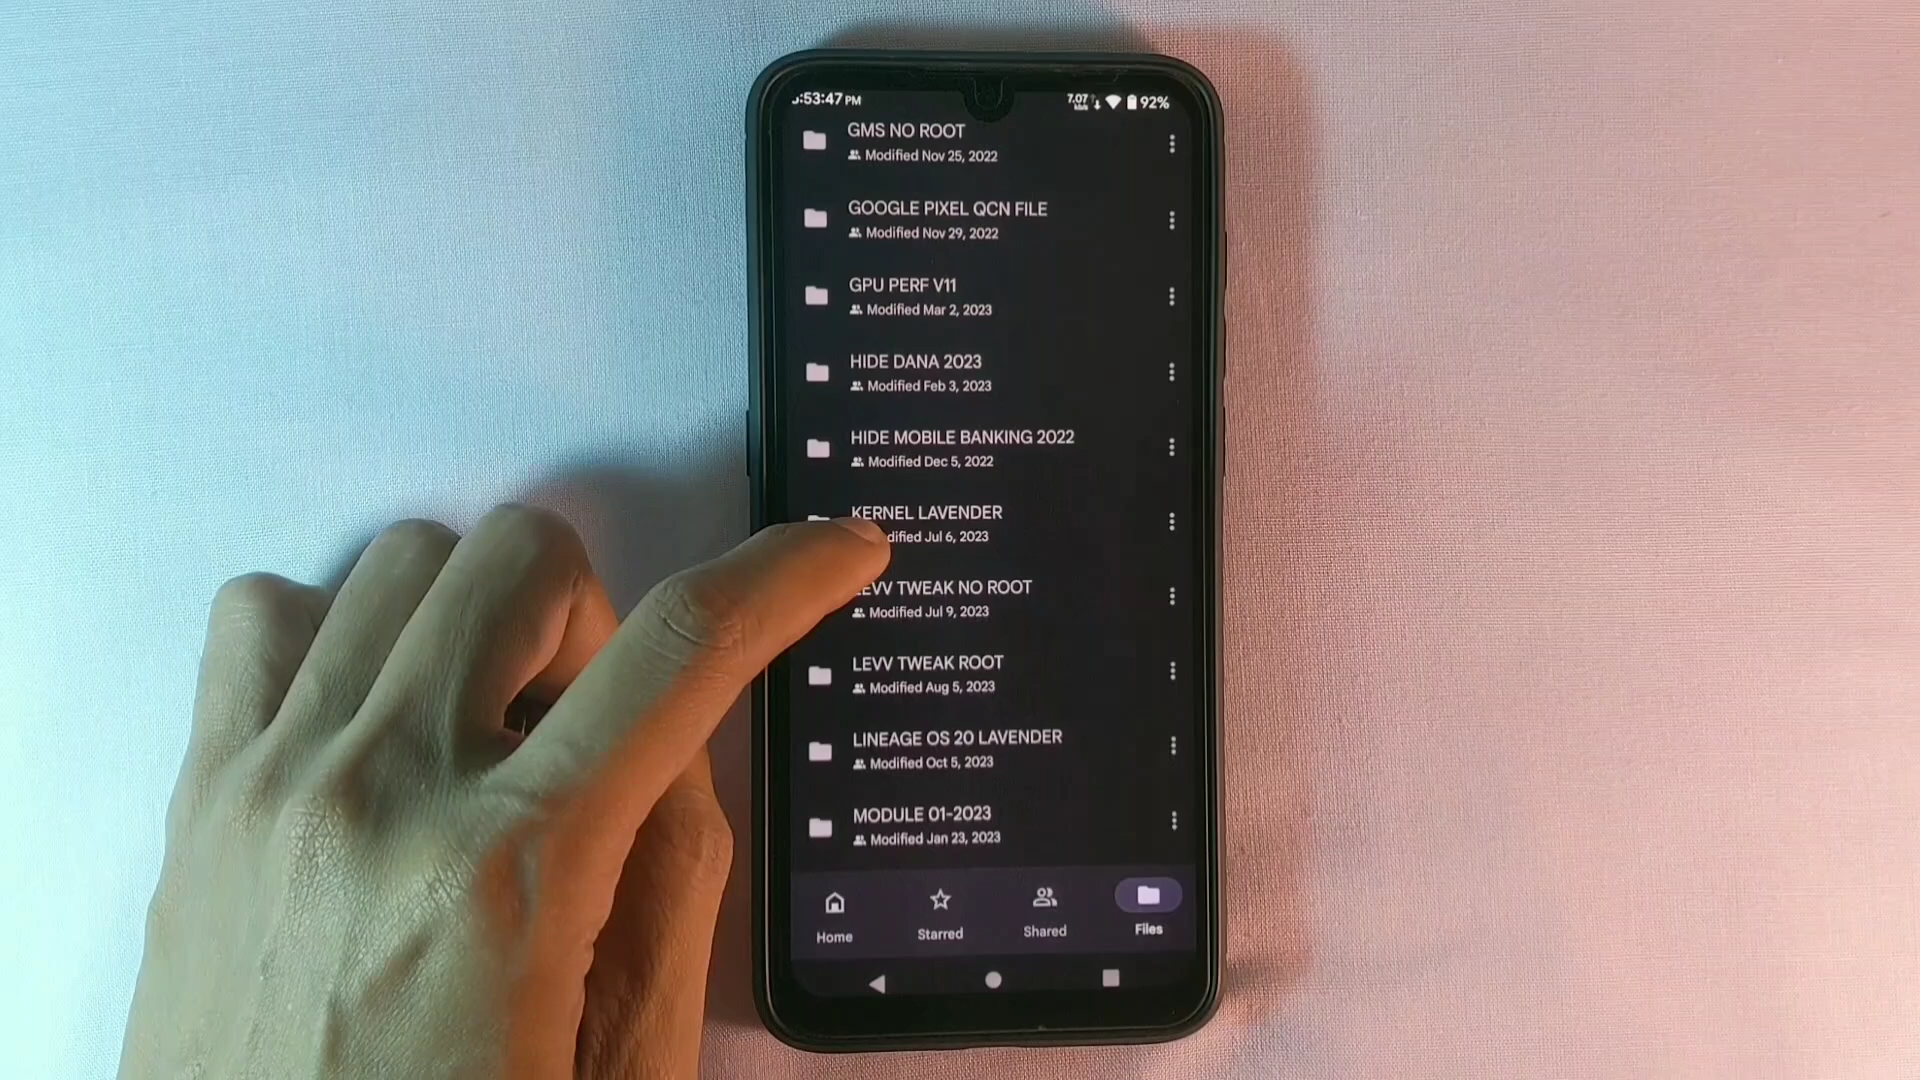 :53:47 PM
7.07
92%
GMS NO ROOT
Modified Nov 25, 2022
GOOGLE PIXEL QCN FILE
Modified Nov 29, 2022
GPU PERF V11
Modified Mar 2, 2023
HIDE DANA 2023
Modified Feb 3, 2023
HIDE MOBILE BANKING 2022
Modified Dec 5, 2022
KERNEL LAVENDER
dified Jul 6, 2023
LEVV TWEAK NO ROOT
Modified Jul 9, 2023
LEVV TWEAK ROOT
Modified Aug 5, 2023
LINEAGE OS 20 LAVENDER
Modified Oct 5, 2023
MODULE 01-2023
Modified Jan 23, 2023
Home
Starred
Shared
Files